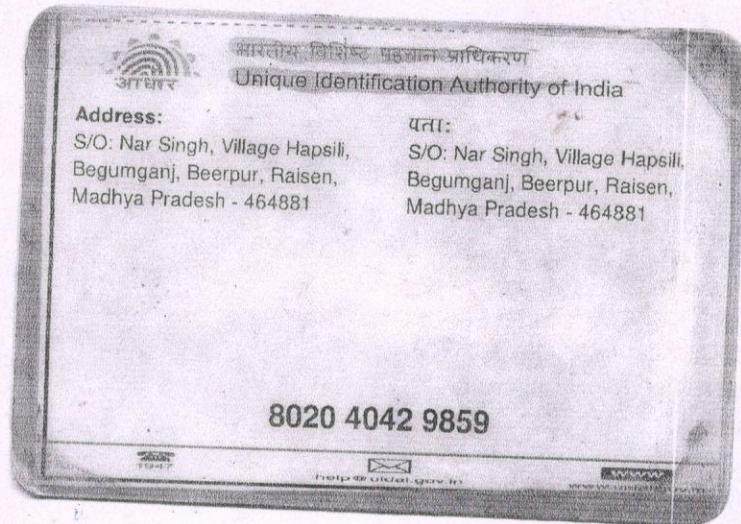 आधार
भारतीय विशिष्ट पहचान प्राधिकरण
Unique Identification Authority of India
Address:
S/O: Nar Singh, Village Hapsili,
Begumganj, Beerpur, Raisen,
Madhya Pradesh - 464881
पता:
S/O: Nar Singh, Village Hapsili,
Begumganj, Beerpur, Raisen,
Madhya Pradesh - 464881
8020 4042 9859
1947
help@uidai.gov.in
www